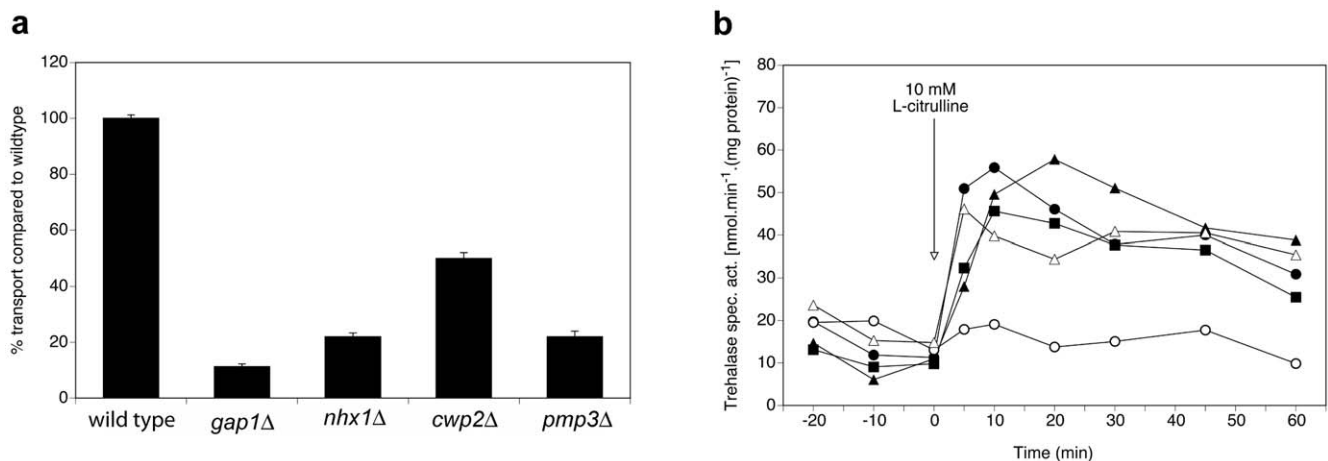 a
% transport compared to wildtype
120
100
80
60
40
20
0
wild type
gap1Δ
nhx1Δ
cwp2Δ
pmp3Δ
b
Trehalase spec. act. [nmol.min⁻¹.(mg protein)⁻¹]
80
70
60
50
40
30
20
10
0
10 mM
L-citrulline
-20 -10 0 10 20 30 40 50 60
Time (min)